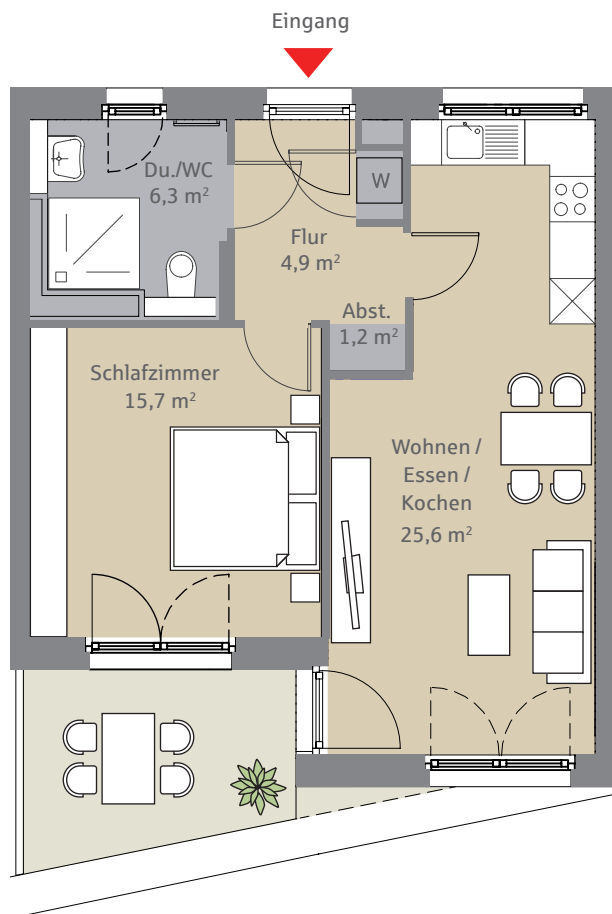 Eingang
Du./WC
6,3 m²
W
Flur
4,9 m²
Abst.
1,2 m²
Schlafzimmer
15,7 m²
Wohnen /
Essen /
Kochen
25,6 m²